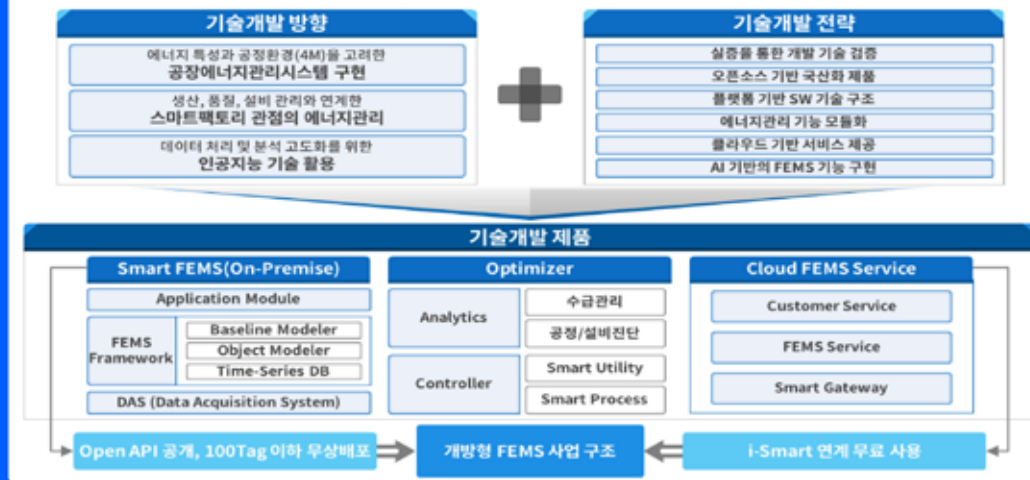 기술개발 방향
에너지 특성과 공정환경(4M)을 고려한
공장에너지관리시스템 구현
생산, 품질, 설비 관리와 연계한
스마트팩토리 관점의 에너지관리
데이터 처리 및 분석 고도화를 위한
인공지능 기술 활용
기술개발 전략
실증을 통한 개발 기술 검증
오픈소스 기반 국산화 제품
플랫폼 기반 SW 기술 구조
에너지관리 기능 모듈화
클라우드 기반 서비스 제공
AI 기반의 FEMS 기능 구현
기술개발 제품
Smart FEMS(On-Premise)
Application Module
FEMS
Framework
Baseline Modeler
Object Modeler
Time-Series DB
DAS (Data Acquisition System)
Optimizer
Analytics
수급관리
공정/설비진단
Controller
Smart Utility
Smart Process
Cloud FEMS Service
Customer Service
FEMS Service
Smart Gateway
Open API 공개, 100Tag 이하 무상배포
개방형 FEMS 사업 구조
i-Smart 연계 무료 사용